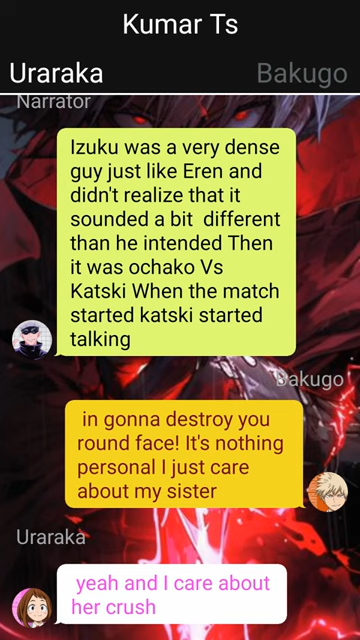 Kumar Ts
Uraraka
Bakugo
Narrator
Izuku was a very dense
guy just like Eren and
didn't realize that it
sounded a bit different
than he intended Then
it was ochako Vs
Katski When the match
started katski started
talking
Bakugo
in gonna destroy you
round face! It's nothing
personal I just care
about my sister
Uraraka
yeah and I care about
her crush